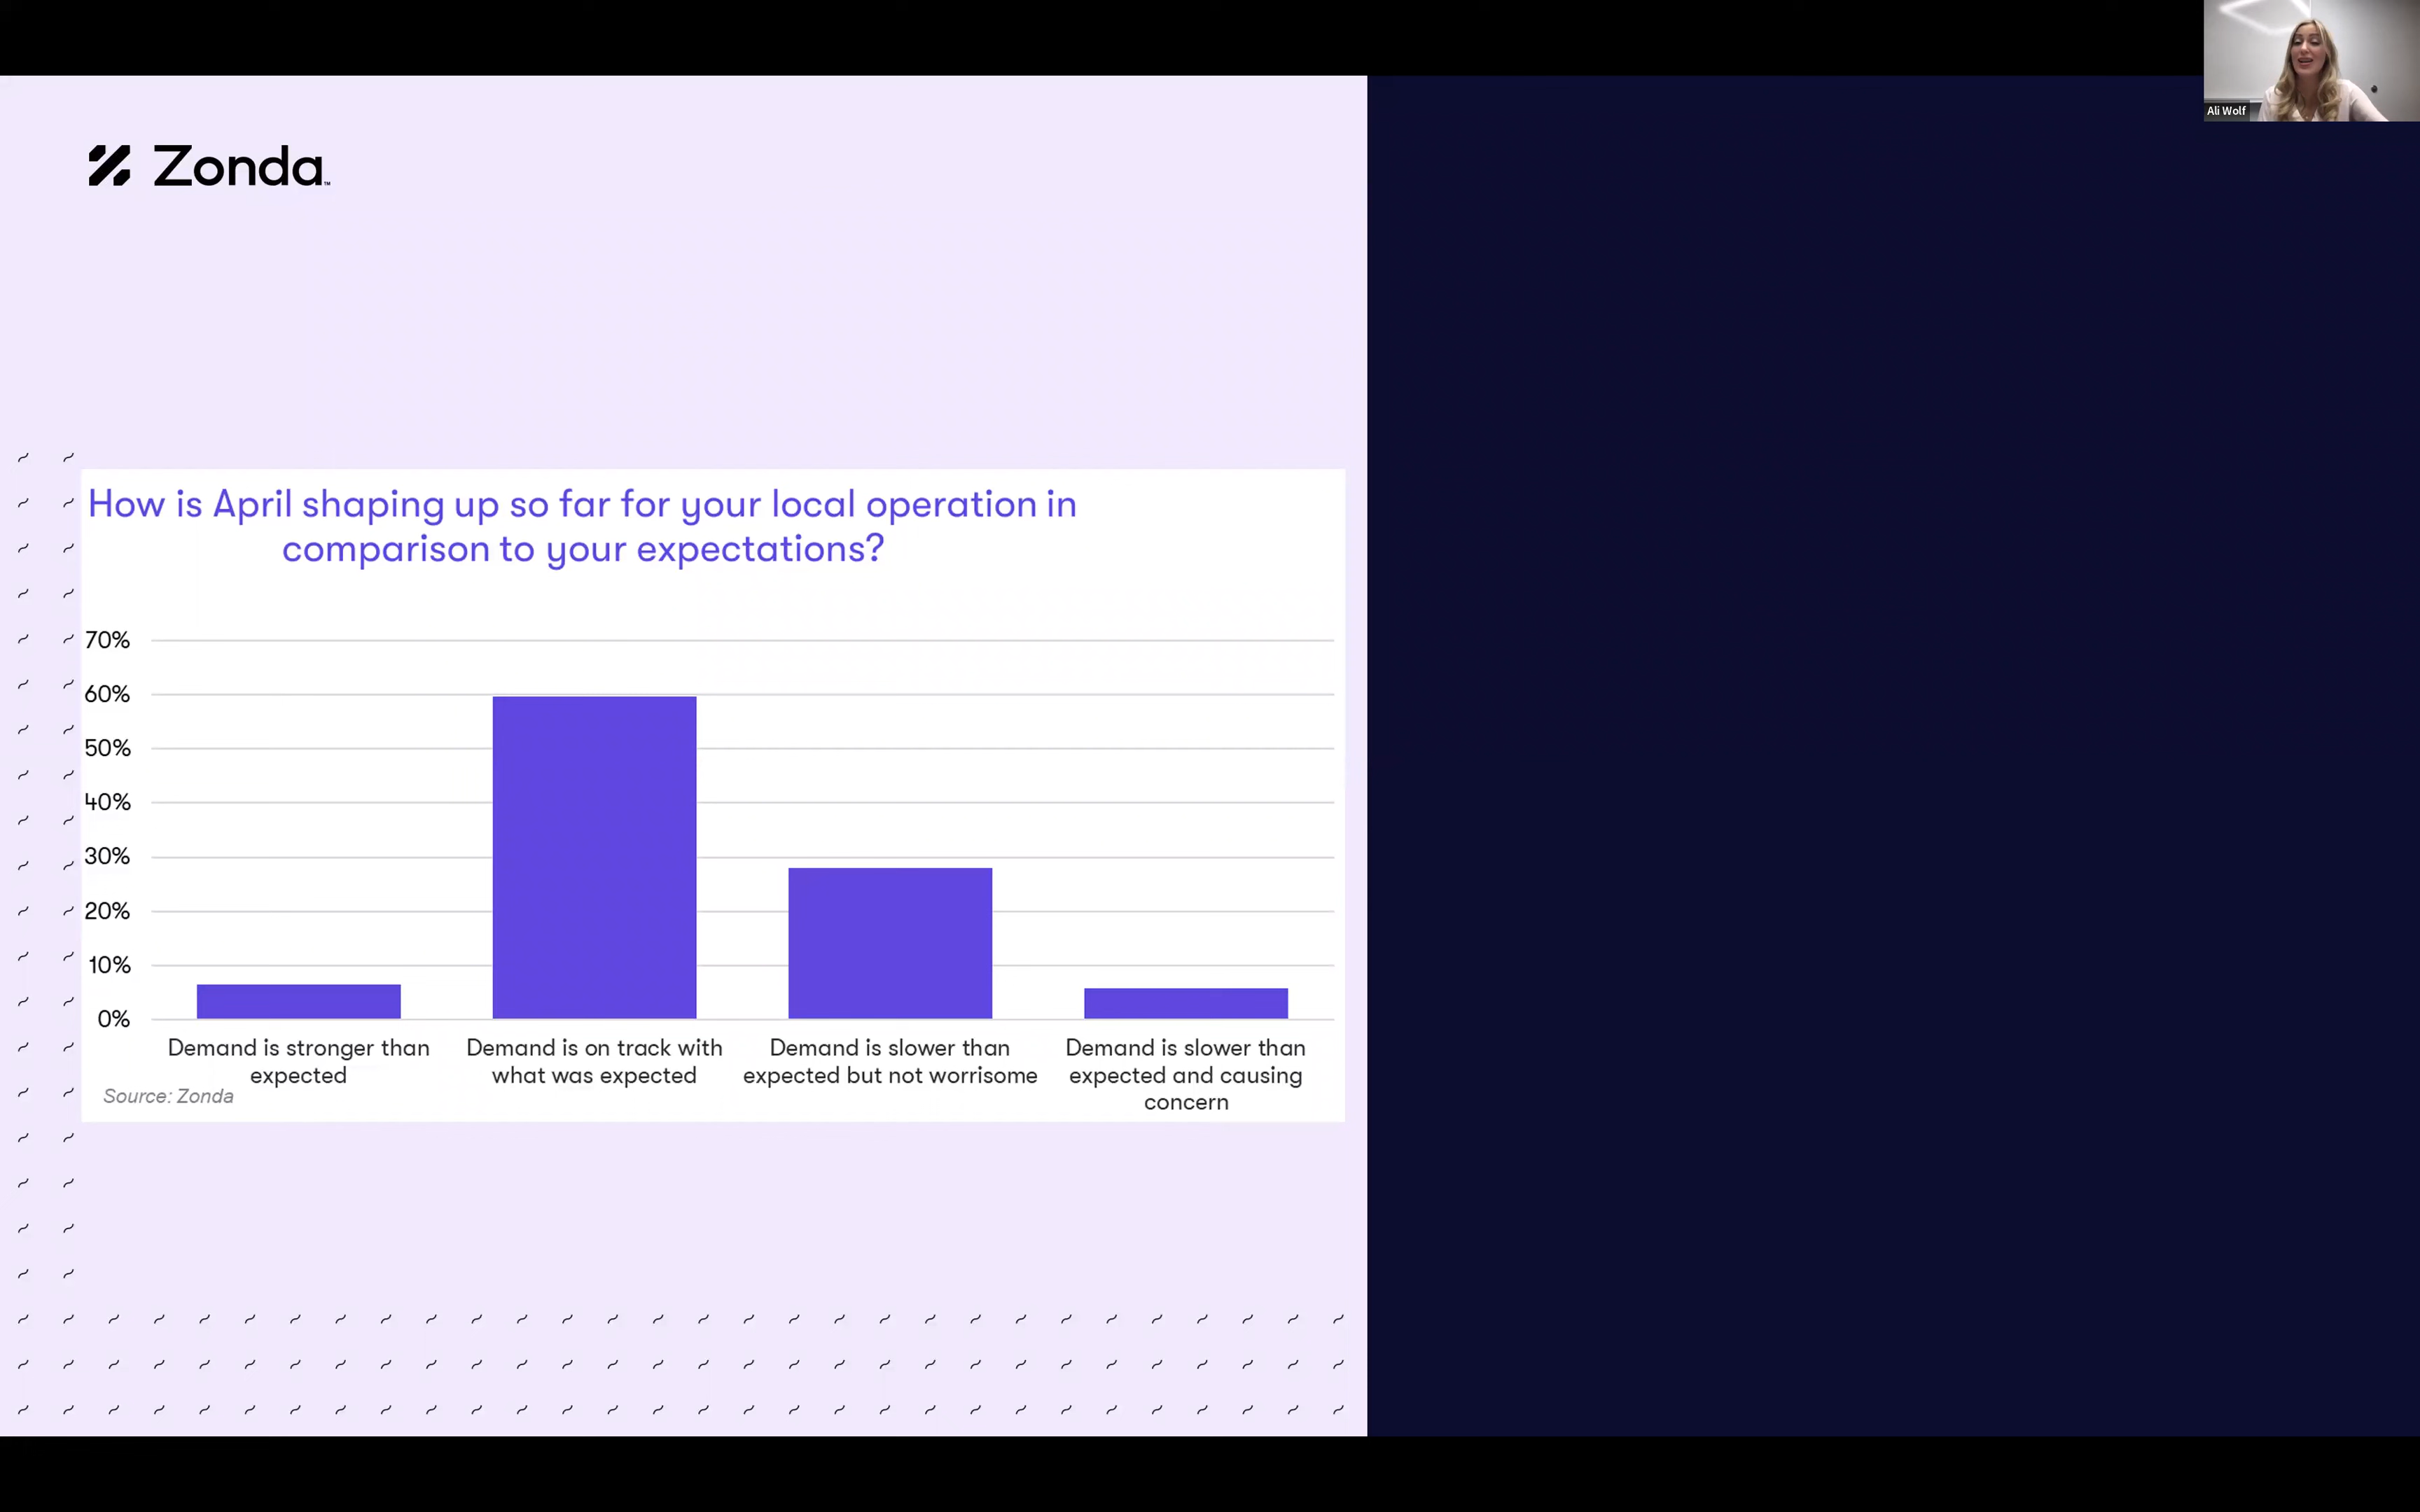 Ali Wolf
Zonda™
How is April shaping up so far for your local operation in
comparison to your expectations?
70%
60%
50%
40%
30%
20%
10%
0%
Demand is stronger than
expected
Demand is on track with
what was expected
Demand is slower than
expected but not worrisome
Demand is slower than
expected and causing
concern
Source: Zonda